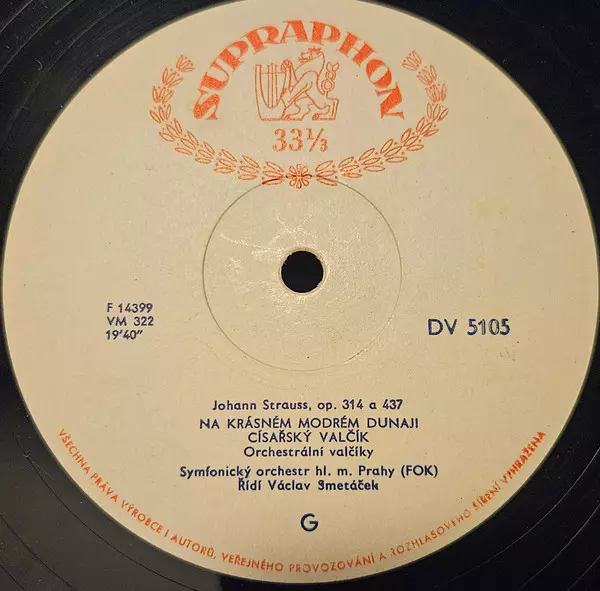 SUPRAPHON
33⅓
F 14399
VM 322
19'40"
DV 5105
Johann Strauss, op. 314 a 437
NA KRÁSNÉM MODRÉM DUNAJI
CÍSAŘSKÝ VALČÍK
Orchestrální valčíky
Symfonický orchestr hl. m. Prahy (FOK)
Řídí Václav Smetáček
G
VŠECHNA PRÁVA VÝROBCE I AUTORŮ, VEŘEJNÉHO PROVOZOVÁNÍ A ROZHLASOVÉHO ŠÍŘENÍ VYHRAŽENA